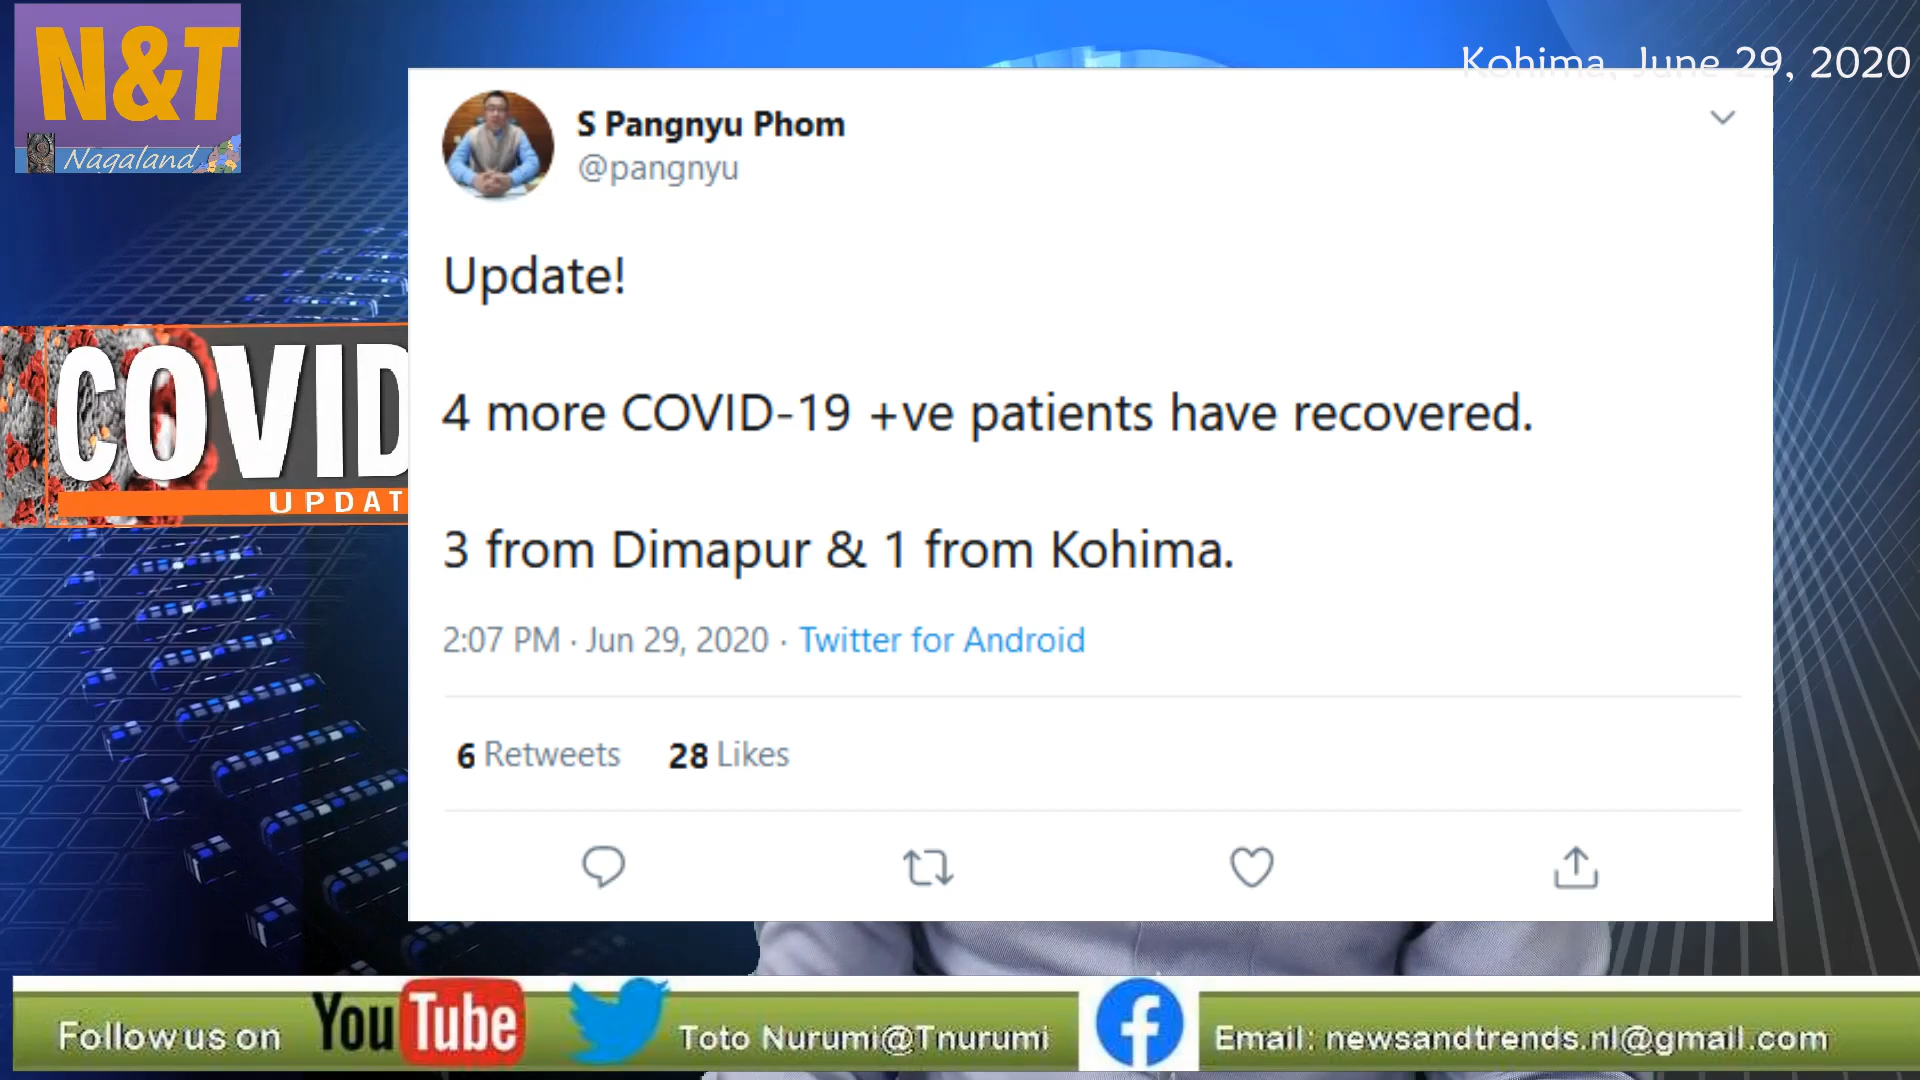 N&T
Nagaland
Kohima, June 29, 2020
S Pangnyu Phom
@pangnyu
Update!
4 more COVID-19 +ve patients have recovered.
3 from Dimapur & 1 from Kohima.
2:07 PM · Jun 29, 2020 · Twitter for Android
6 Retweets 28 Likes
COVID
UPDAT
Follow us on YouTube Toto Nurumi@Tnurumi Email: newsandtrends.nl@gmail.com